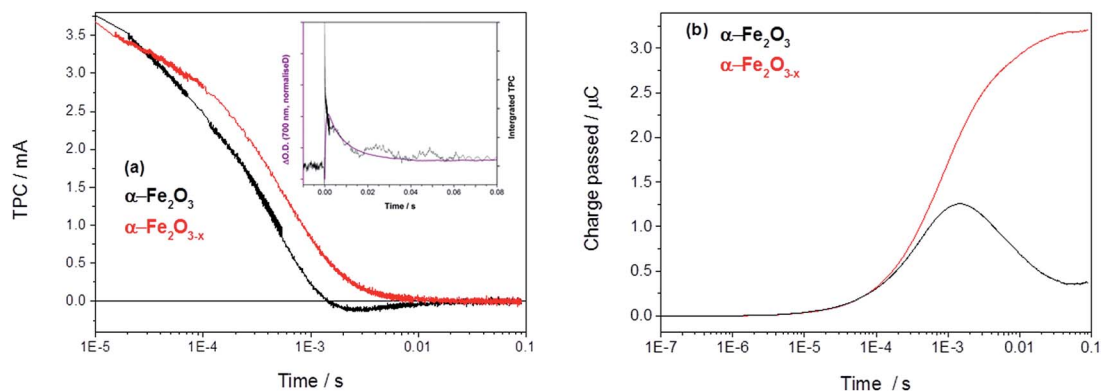 3.5
3.0
2.5
2.0
1.5
1.0
0.5
0.0
TPC / mA
1E-5 1E-4 1E-3 0.01 0.1
Time / s
(a)
α–Fe₂O₃
α–Fe₂O₃₋ₓ
ΔO.D. (700 nm, normaliseD)
Intergrated TPC
0.00 0.02 0.04 0.06 0.08
Time / s
(b)
α–Fe₂O₃
α–Fe₂O₃₋ₓ
3.0
2.5
2.0
1.5
1.0
0.5
0.0
Charge passed / μC
1E-7 1E-6 1E-5 1E-4 1E-3 0.01 0.1
Time / s